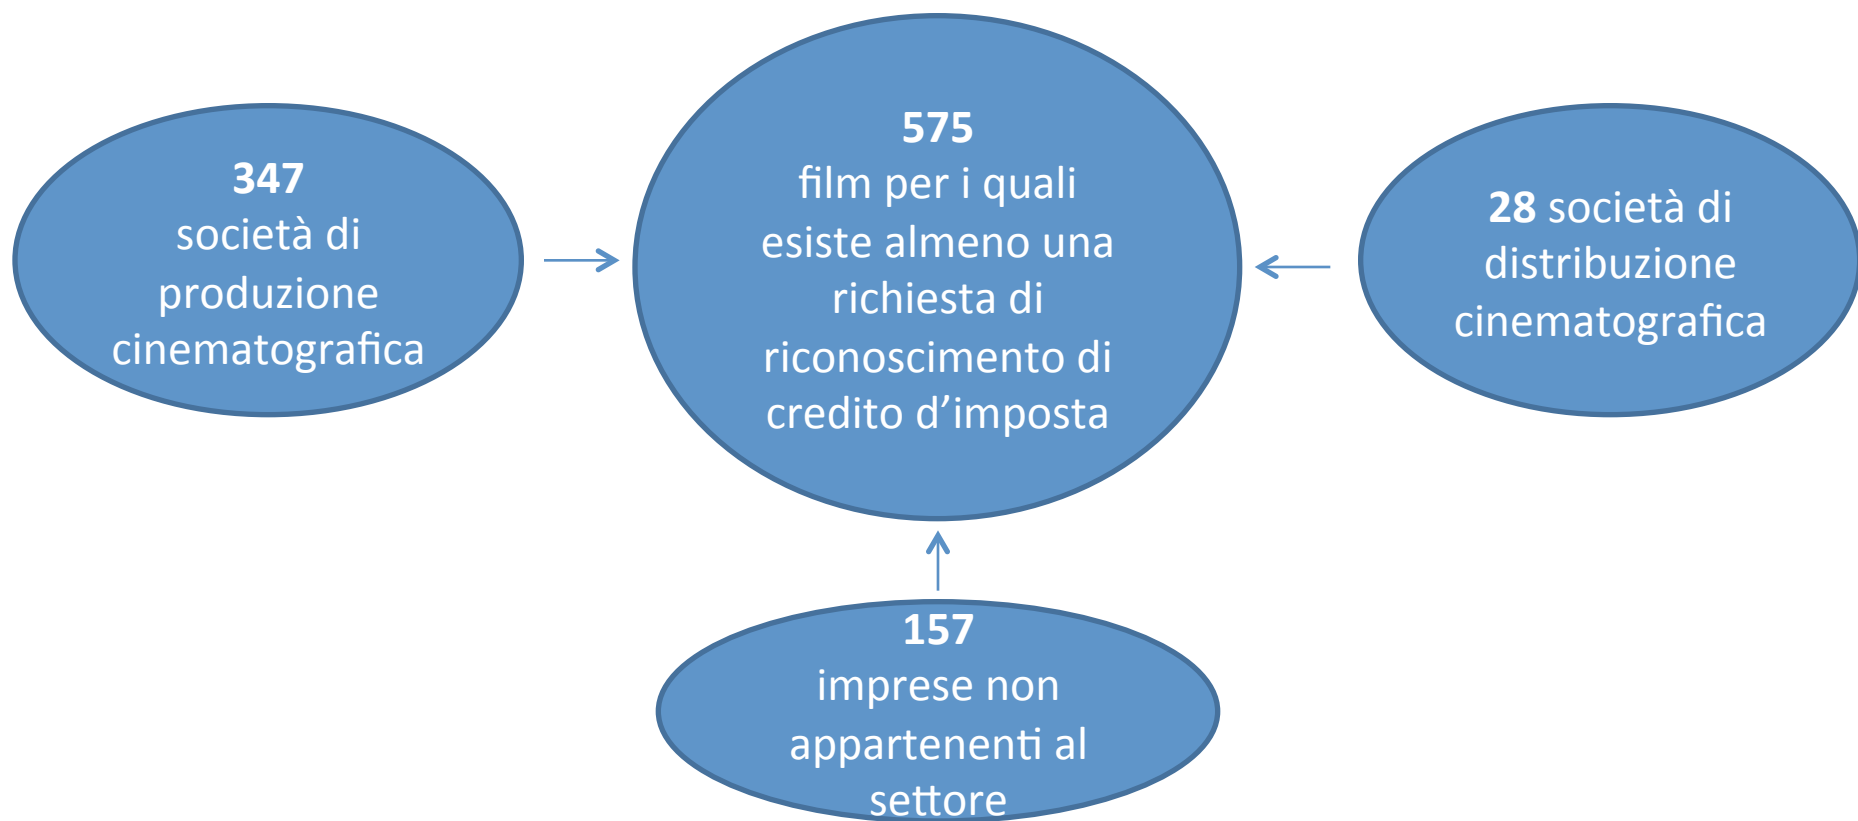 347
società di
produzione
cinematografica
575
film per i quali
esiste almeno una
richiesta di
riconoscimento di
credito d’imposta
28 società di
distribuzione
cinematografica
157
imprese non
appartenenti al
settore